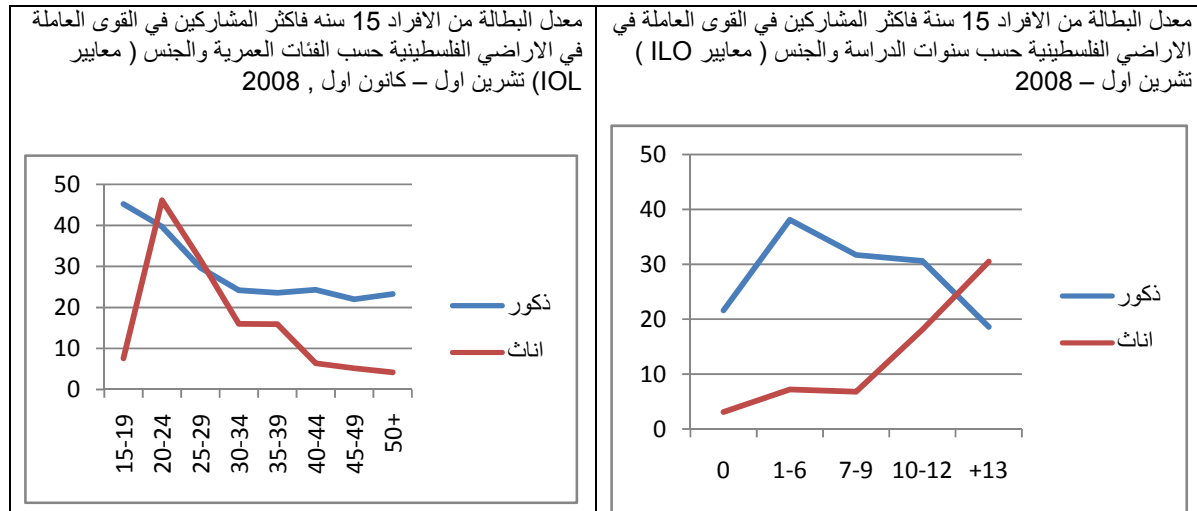 معدل البطالة من الافراد 15 سنة فاكثر المشاركين في القوى العاملة في
الاراضي الفلسطينية حسب سنوات الدراسة والجنس ( معايير ILO )
تشرين اول – 2008
50
40
30
20
10
0
0 1-6 7-9 10-12 +13
ذكور
اناث
معدل البطالة من الافراد 15 سنه فاكثر المشاركين في القوى العاملة
في الاراضي الفلسطينية حسب الفئات العمرية والجنس ( معايير
IOL) تشرين اول – كانون اول , 2008
50
40
30
20
10
0
15-19
20-24
25-29
30-34
35-39
40-44
45-49
50+
ذكور
اناث